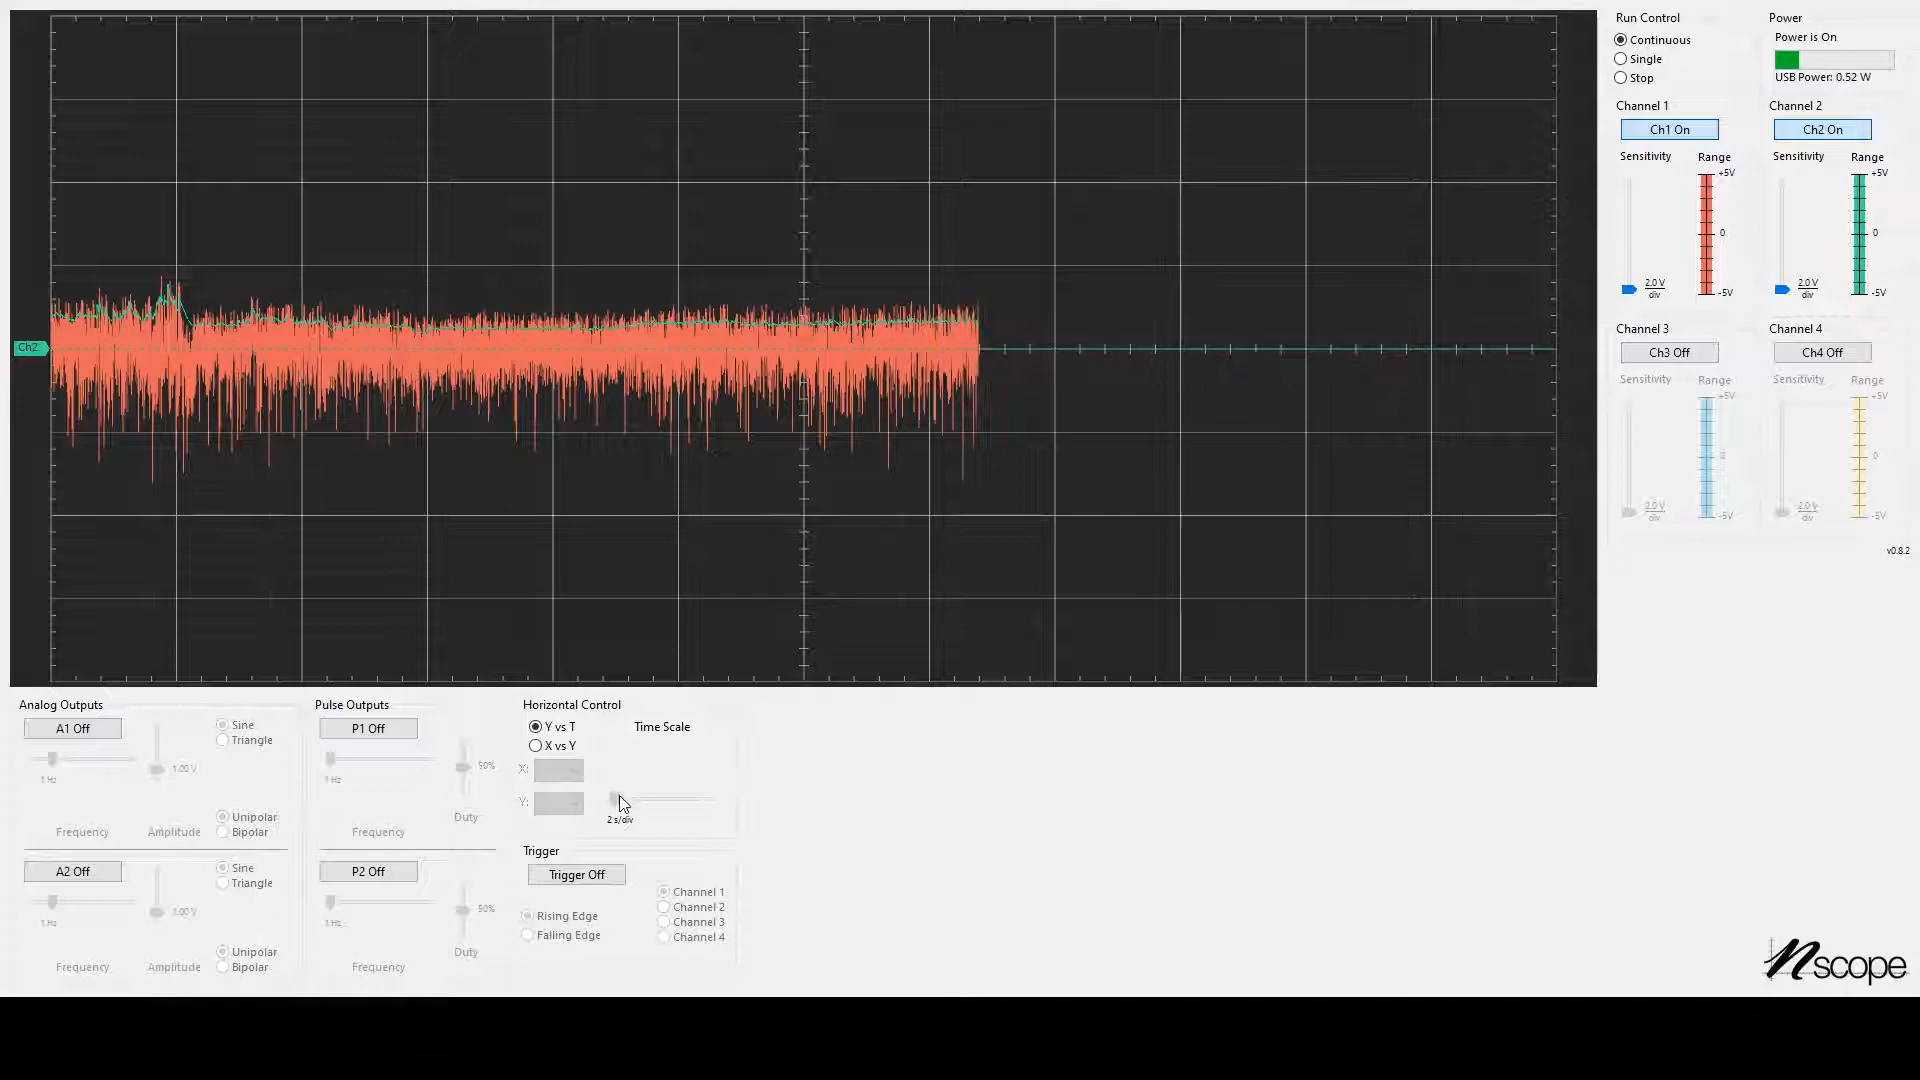 Run Control
Continuous
Single
Stop
Power
Power is On
USB Power: 0.52 W
Channel 1
Ch1 On
Sensitivity
Range
+5V
0
-5V
2.0 V
div
Channel 2
Ch2 On
Sensitivity
Range
+5V
0
-5V
2.0 V
div
Ch2
Channel 3
Ch3 Off
Sensitivity
Range
+5V
0
-5V
2.0 V
div
Channel 4
Ch4 Off
Sensitivity
Range
+5V
0
-5V
2.0 V
div
v0.8.2
Analog Outputs
A1 Off
Sine
Triangle
1.00 V
1 Hz
Unipolar
Bipolar
Frequency
Amplitude
A2 Off
Sine
Triangle
1.00 V
1 Hz
Unipolar
Bipolar
Frequency
Amplitude
Pulse Outputs
P1 Off
50%
1 Hz
Duty
Frequency
P2 Off
50%
1 Hz
Duty
Frequency
Horizontal Control
Y vs T
X vs Y
X:
Y:
Time Scale
2 s/div
Trigger
Trigger Off
Rising Edge
Falling Edge
Channel 1
Channel 2
Channel 3
Channel 4
nscope